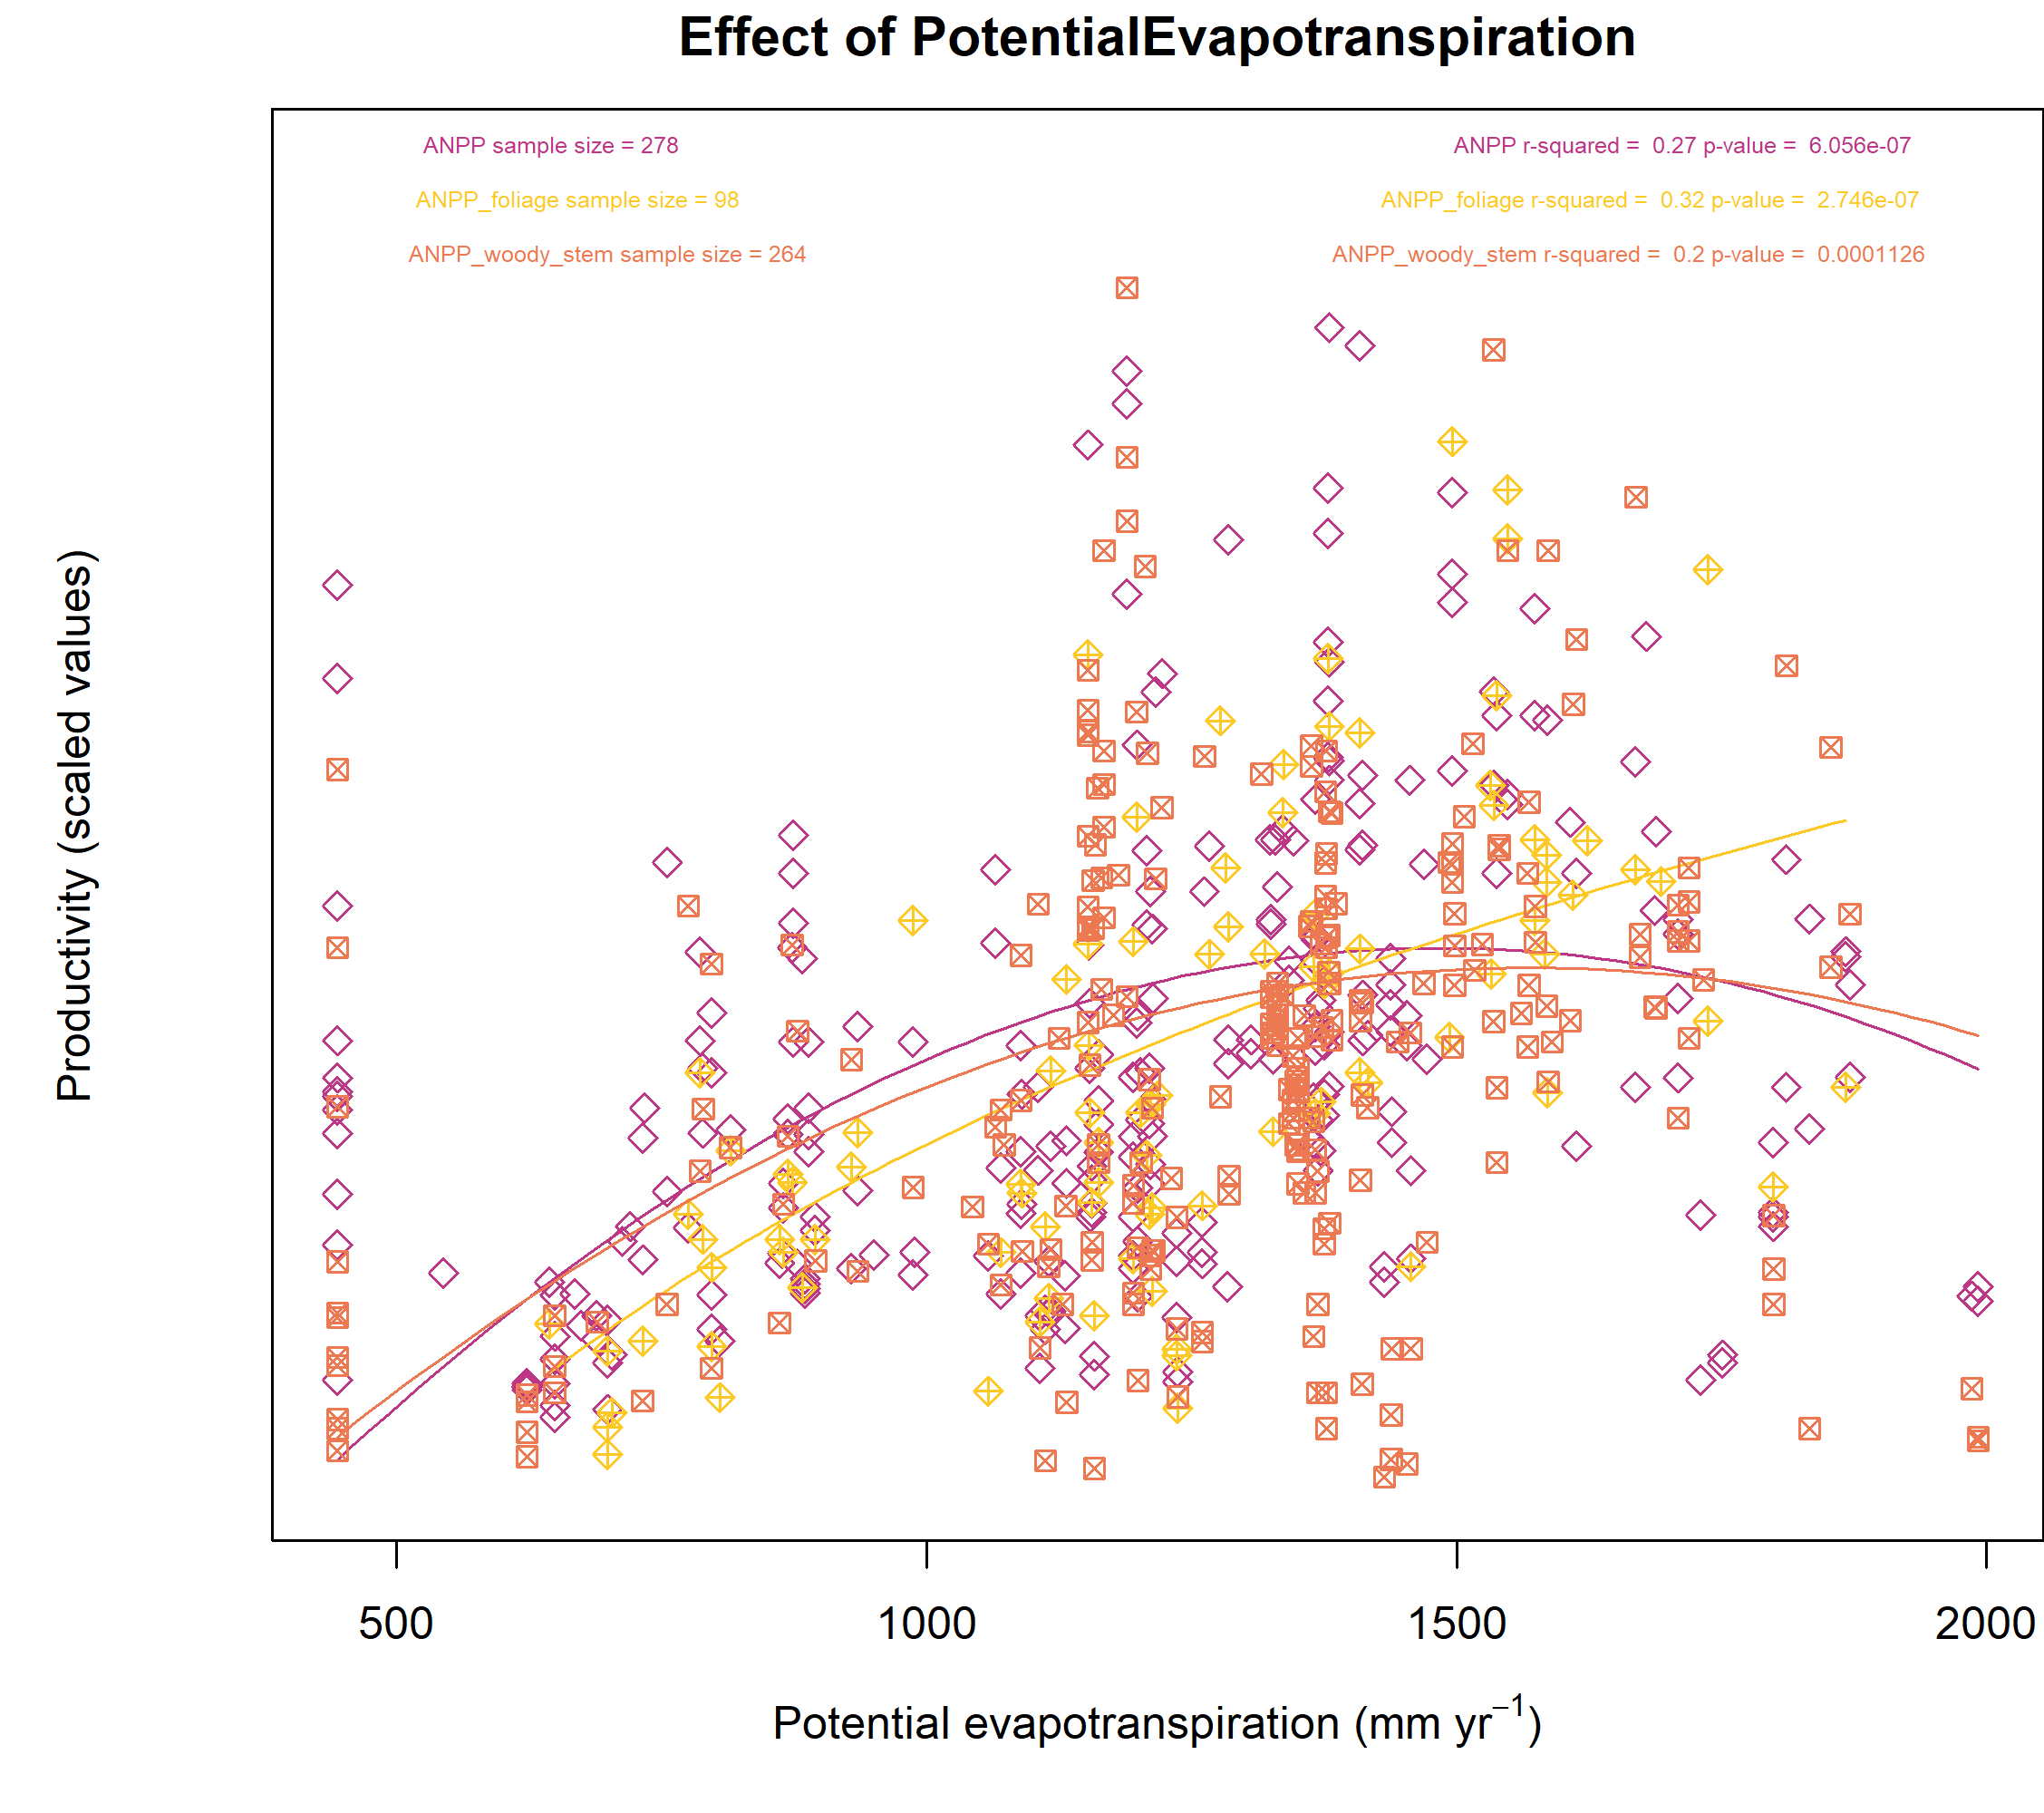 Effect of PotentialEvapotranspiration
ANPP sample size = 278
ANPP r-squared = 0.27 p-value = 6.056e-07
ANPP_foliage sample size = 98
ANPP_foliage r-squared = 0.32 p-value = 2.746e-07
ANPP_woody_stem sample size = 264
ANPP_woody_stem r-squared = 0.2 p-value = 0.0001126
Productivity (scaled values)
500 1000 1500 2000
Potential evapotranspiration (mm yr⁻¹)